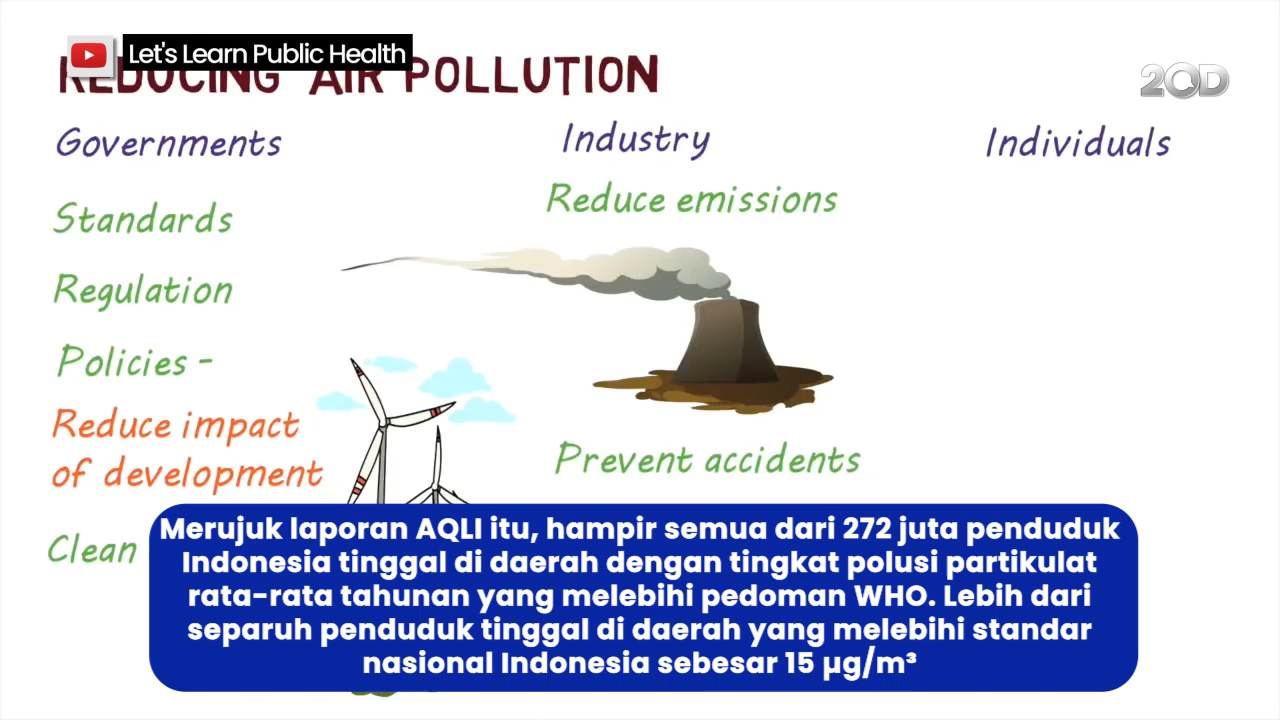 Let's Learn Public Health
REDUCING AIR POLLUTION
2QD
Governments
Industry
Individuals
Standards
Reduce emissions
Regulation
Policies -
Reduce impact
of development
Prevent accidents
Clean
Merujuk laporan AQLI itu, hampir semua dari 272 juta penduduk
Indonesia tinggal di daerah dengan tingkat polusi partikulat
rata-rata tahunan yang melebihi pedoman WHO. Lebih dari
separuh penduduk tinggal di daerah yang melebihi standar
nasional Indonesia sebesar 15 µg/m³